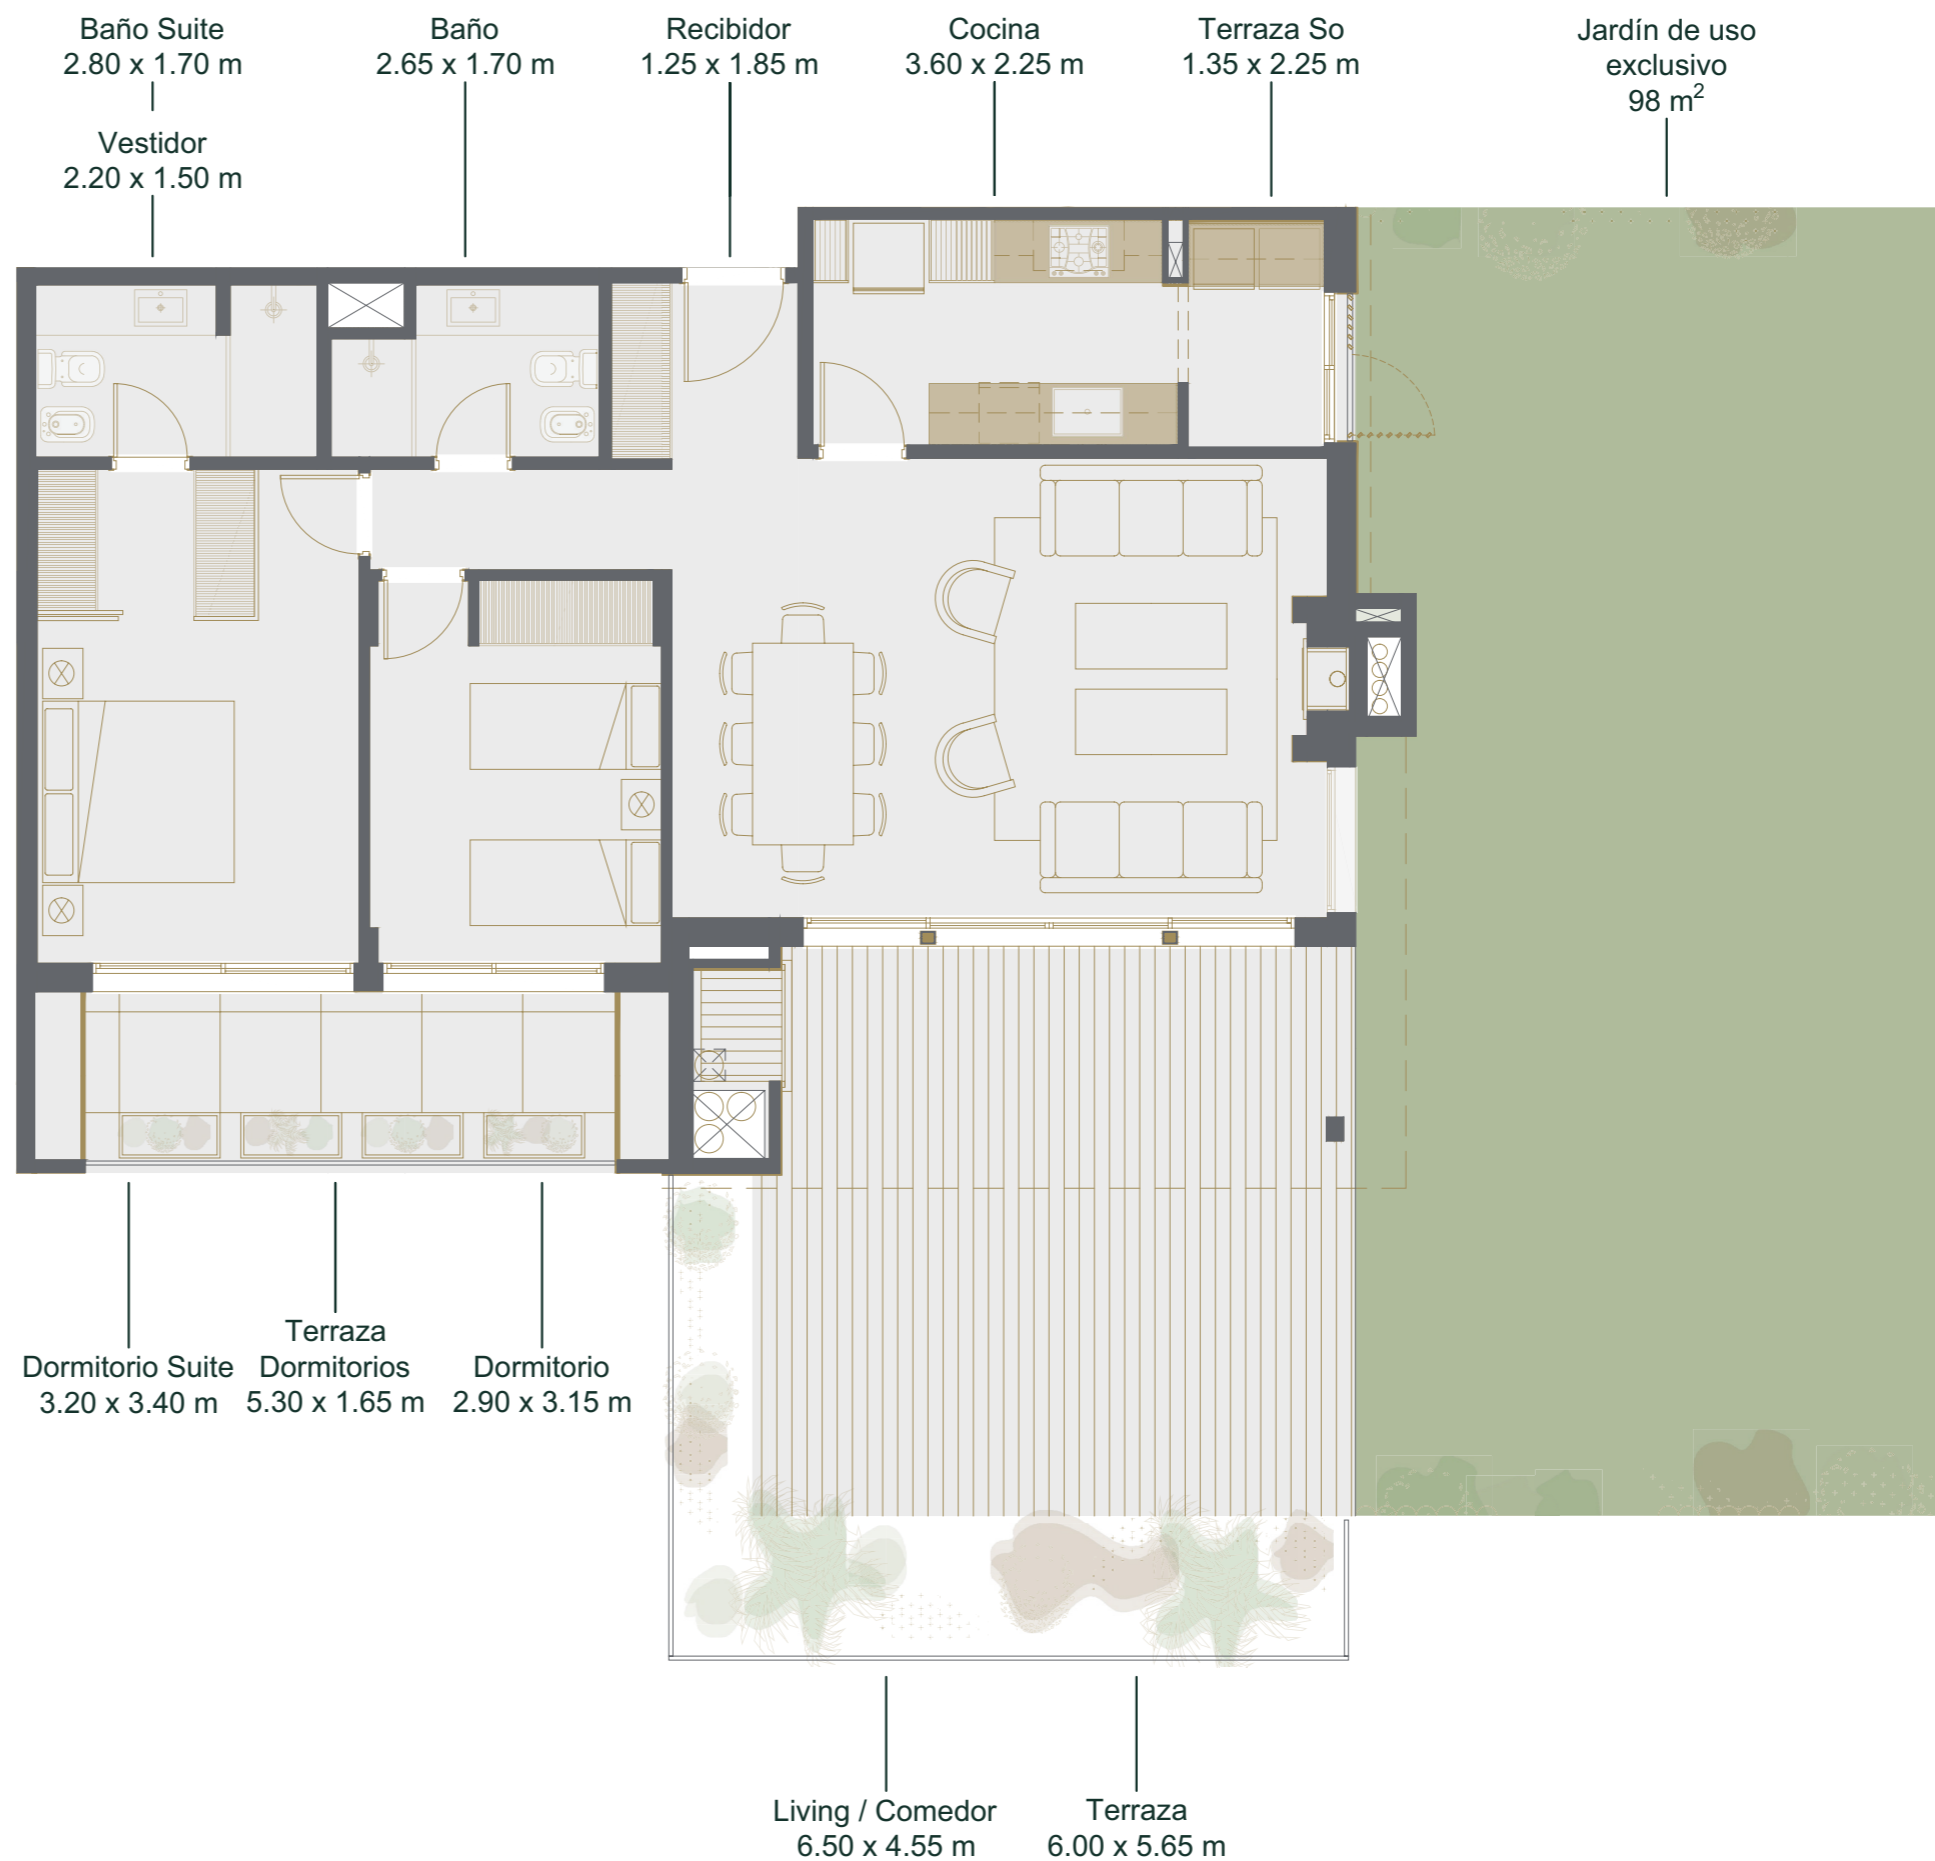 Baño Suite
2.80 x 1.70 m
Vestidor
2.20 x 1.50 m
Baño
2.65 x 1.70 m
Recibidor
1.25 x 1.85 m
Cocina
3.60 x 2.25 m
Terraza So
1.35 x 2.25 m
Jardín de uso
exclusivo
98 m²
Dormitorio Suite
3.20 x 3.40 m
Terraza
Dormitorios
5.30 x 1.65 m
Dormitorio
2.90 x 3.15 m
Living / Comedor
6.50 x 4.55 m
Terraza
6.00 x 5.65 m